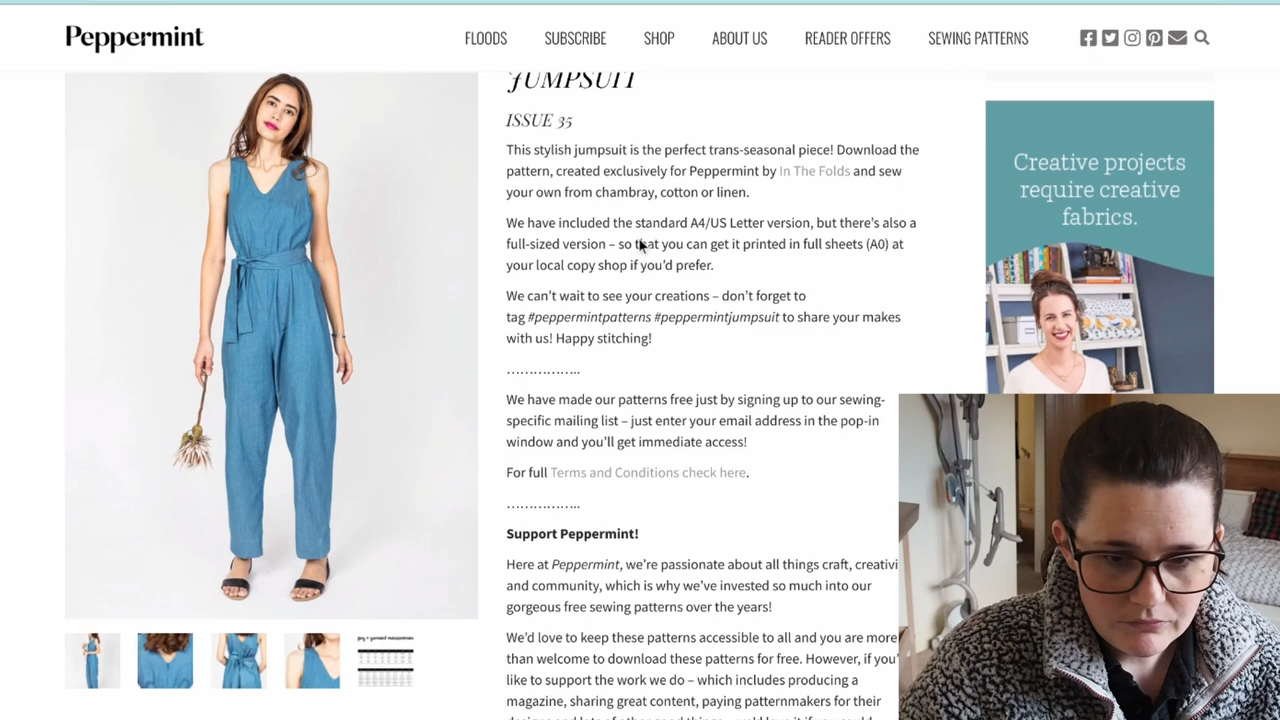 Peppermint
FLOODS SUBSCRIBE SHOP ABOUT US READER OFFERS SEWING PATTERNS
JUMPSUIT
ISSUE 35
This stylish jumpsuit is the perfect trans-seasonal piece! Download the
pattern, created exclusively for Peppermint by In The Folds and sew
your own from chambray, cotton or linen.
We have included the standard A4/US Letter version, but there's also a
full-sized version – so that you can get it printed in full sheets (A0) at
your local copy shop if you'd prefer.
We can't wait to see your creations – don't forget to
tag #peppermintpatterns #peppermintjumpsuit to share your makes
with us! Happy stitching!
……………..
We have made our patterns free just by signing up to our sewing-
specific mailing list – just enter your email address in the pop-in
window and you'll get immediate access!
For full Terms and Conditions check here.
……………..
Support Peppermint!
Here at Peppermint, we're passionate about all things craft, creativi
and community, which is why we've invested so much into our
gorgeous free sewing patterns over the years!
We'd love to keep these patterns accessible to all and you are more
than welcome to download these patterns for free. However, if you'
like to support the work we do – which includes producing a
magazine, sharing great content, paying patternmakers for their
Creative projects
require creative
fabrics.